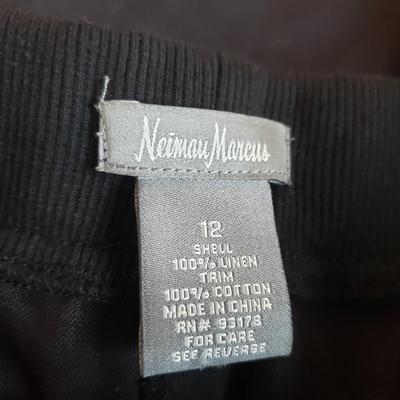 Neiman Marcus
12
SHELL
100% LINEN
TRIM
100% COTTON
MADE IN CHINA
RN# 93178
FOR CARE
SEE REVERSE